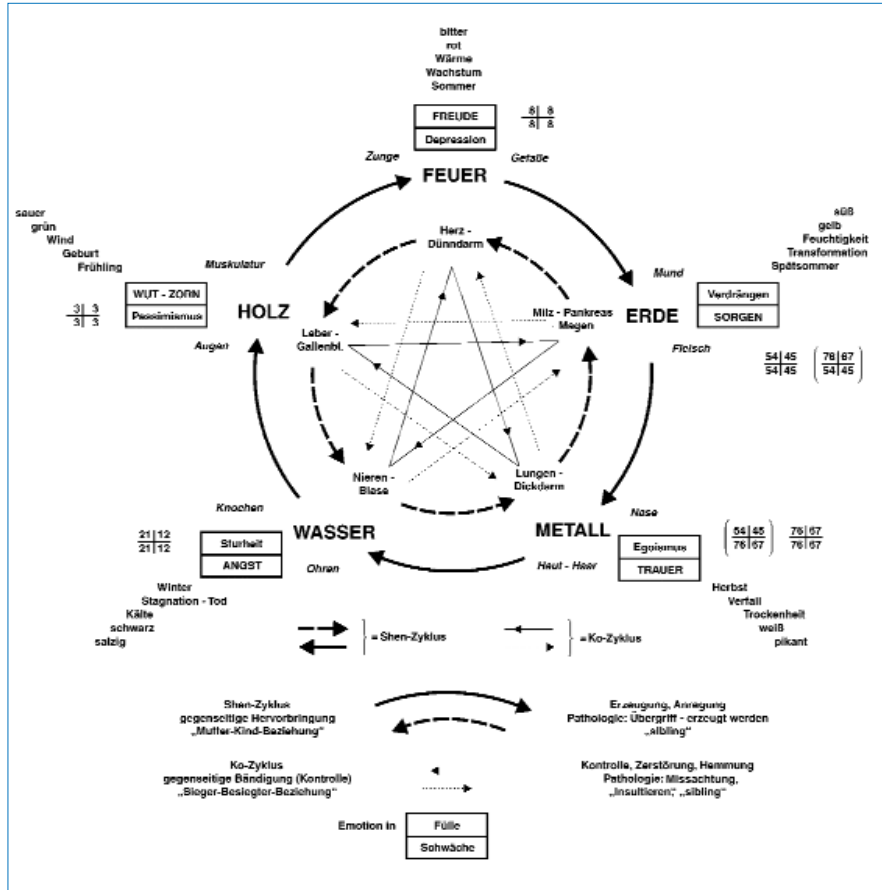 bitter
rot
Wärme
Wachstum
Sommer
FREUDE
Depression
8 | 8
8 | 8
Zunge
Gefäße
FEUER
sauer
grün
Wind
Geburt
Frühling
süß
gelb
Feuchtigkeit
Transformation
Spätsommer
Herz -
Dünndarm
Muskulatur
Mund
WUT - ZORN
Pessimismus
3 | 3
3 | 3
HOLZ
Leber -
Gallenbl.
Milz - Pankreas
Magen
ERDE
Verdrängen
SORGEN
Augen
Fleisch
54 | 45
54 | 45
( 76 | 67
54 | 45 )
Nieren -
Blase
Lungen -
Dickdarm
Knochen
Nase
21 | 12
21 | 12
Sturheit
ANGST
WASSER
METALL
Egoismus
TRAUER
( 54 | 45
76 | 67 )
76 | 67
76 | 67
Ohren
Haut - Haar
Winter
Stagnation - Tod
Kälte
schwarz
salzig
Herbst
Verfall
Trockenheit
weiß
pikant
= Shen-Zyklus
= Ko-Zyklus
Shen-Zyklus
gegenseitige Hervorbringung
„Mutter-Kind-Beziehung“
Erzeugung, Anregung
Pathologie: Übergriff - erzeugt werden
„sibling“
Ko-Zyklus
gegenseitige Bändigung (Kontrolle)
„Sieger-Besiegter-Beziehung“
Kontrolle, Zerstörung, Hemmung
Pathologie: Missachtung,
„Insultieren“, „sibling“
Emotion in
Fülle
Schwäche